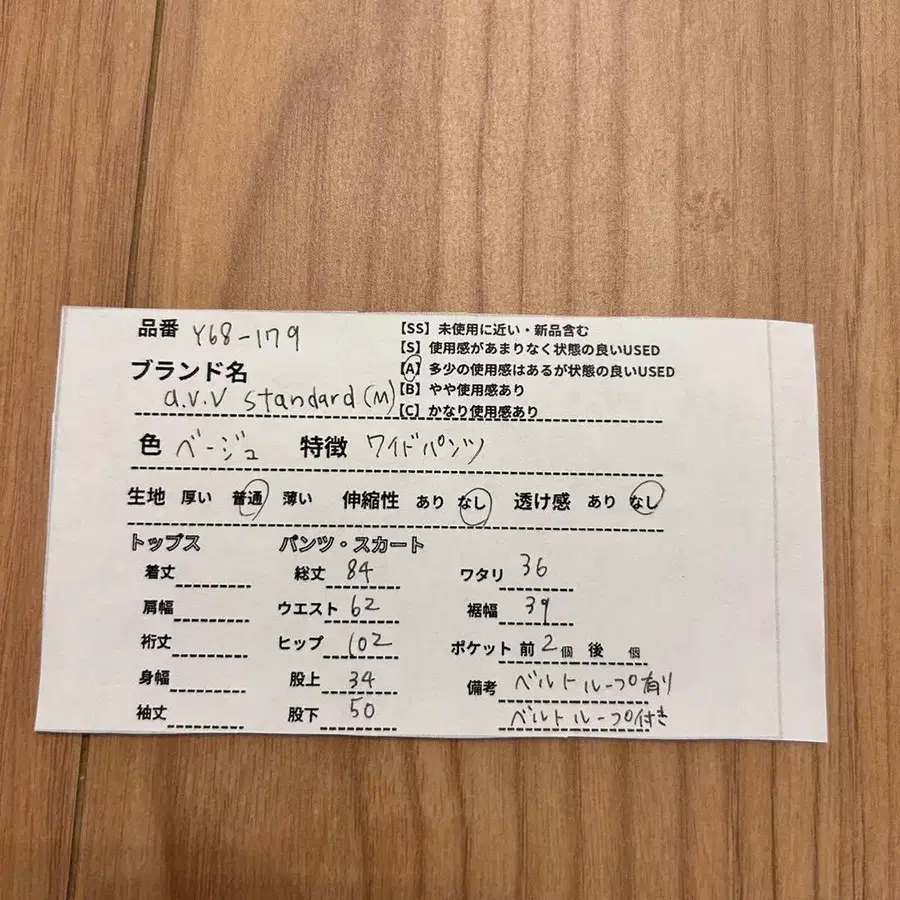 品番 Y68-179
【SS】未使用に近い・新品含む
【S】使用感があまりなく状態の良いUSED
【A】多少の使用感はあるが状態の良いUSED
【B】やや使用感あり
【C】かなり使用感あり
ブランド名
a.v.v standard (M)
色 ベージュ 特徴 ワイドパンツ
生地 厚い 普通 薄い 伸縮性 あり なし 透け感 あり なし
トップス パンツ・スカート
着丈 総丈 84 ワタリ 36
肩幅 ウエスト 62 裾幅 39
裄丈 ヒップ 102 ポケット 前 2 個 後 個
身幅 股上 34 備考 ベルトループ有り
袖丈 股下 50 ベルトループ付き